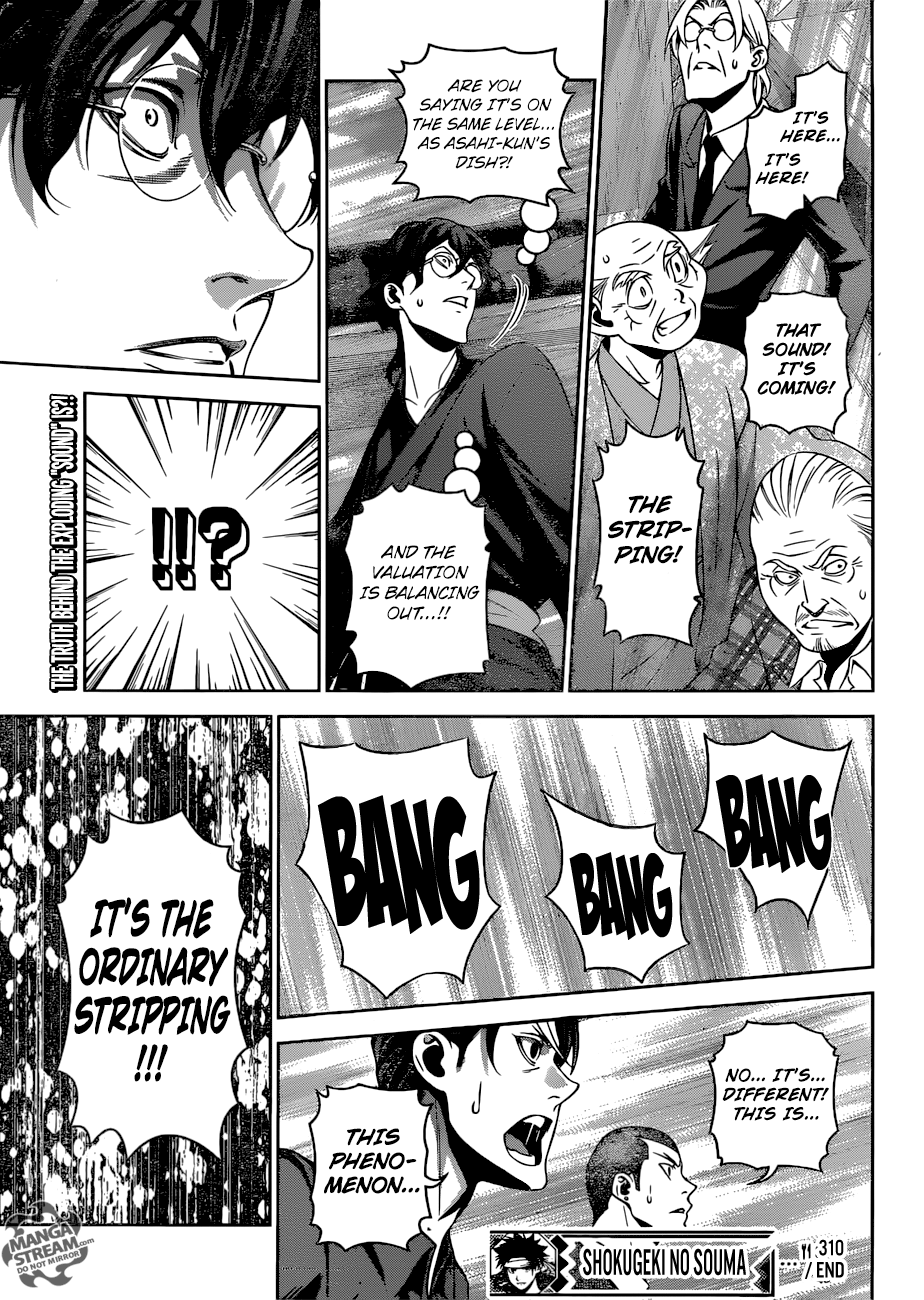 IT'S
HERE...
IT'S
HERE!
THAT
SOUND!
IT'S
COMING!
THE
STRIP-
PING!
ARE YOU
SAYING IT'S ON
THE SAME LEVEL...
AS ASAHI-KUN'S
DISH?!
AND THE
VALUATION
IS BALANCING
OUT...!!
!!?
THE TRUTH BEHIND THE EXPLODING "SOUND" IS?!
BANG
BANG
BANG
NO... IT'S...
DIFFERENT!
THIS IS...
THIS
PHENO-
MENON...
IT'S THE
ORDINARY
STRIPPING
!!!
SHOKUGEKI NO SOUMA
.... 310
/ END
MANGA
STREAM.com
DO NOT MIRROR!